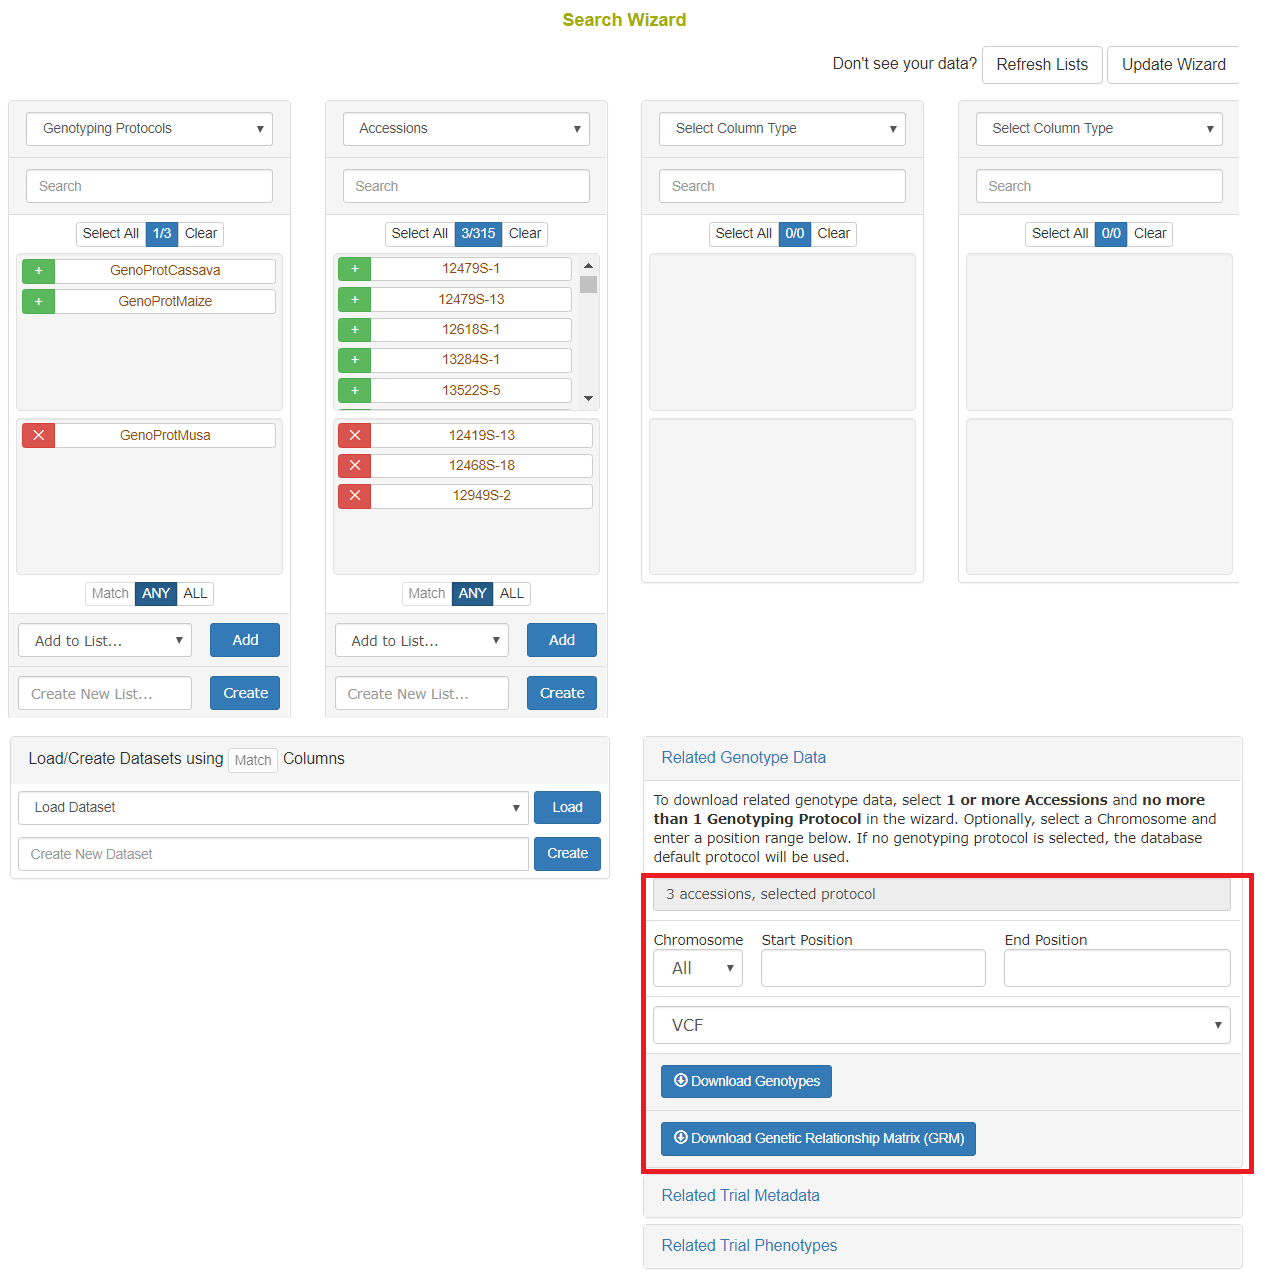 Search Wizard
Don't see your data? Refresh Lists Update Wizard
Genotyping Protocols
Search
Select All 1/3 Clear
+ GenoProtCassava
+ GenoProtMaize
GenoProtMusa
Match ANY ALL
Add to List... Add
Create New List... Create
Accessions
Search
Select All 3/315 Clear
+ 12479S-1
+ 12479S-13
+ 12618S-1
+ 13284S-1
+ 13522S-5
12419S-13
12468S-18
12949S-2
Match ANY ALL
Add to List... Add
Create New List... Create
Select Column Type
Search
Select All 0/0 Clear
Select Column Type
Search
Select All 0/0 Clear
Load/Create Datasets using Match Columns
Load Dataset Load
Create New Dataset Create
Related Genotype Data
To download related genotype data, select 1 or more Accessions and no more
than 1 Genotyping Protocol in the wizard. Optionally, select a Chromosome and
enter a position range below. If no genotyping protocol is selected, the database
default protocol will be used.
3 accessions, selected protocol
Chromosome Start Position End Position
All
VCF
Download Genotypes
Download Genetic Relationship Matrix (GRM)
Related Trial Metadata
Related Trial Phenotypes